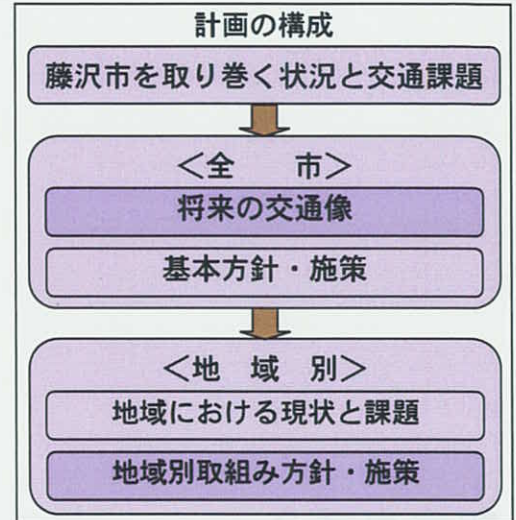 計画の構成
藤沢市を取り巻く状況と交通課題
＜全　市＞
将来の交通像
基本方針・施策
＜地　域　別＞
地域における現状と課題
地域別取組み方針・施策